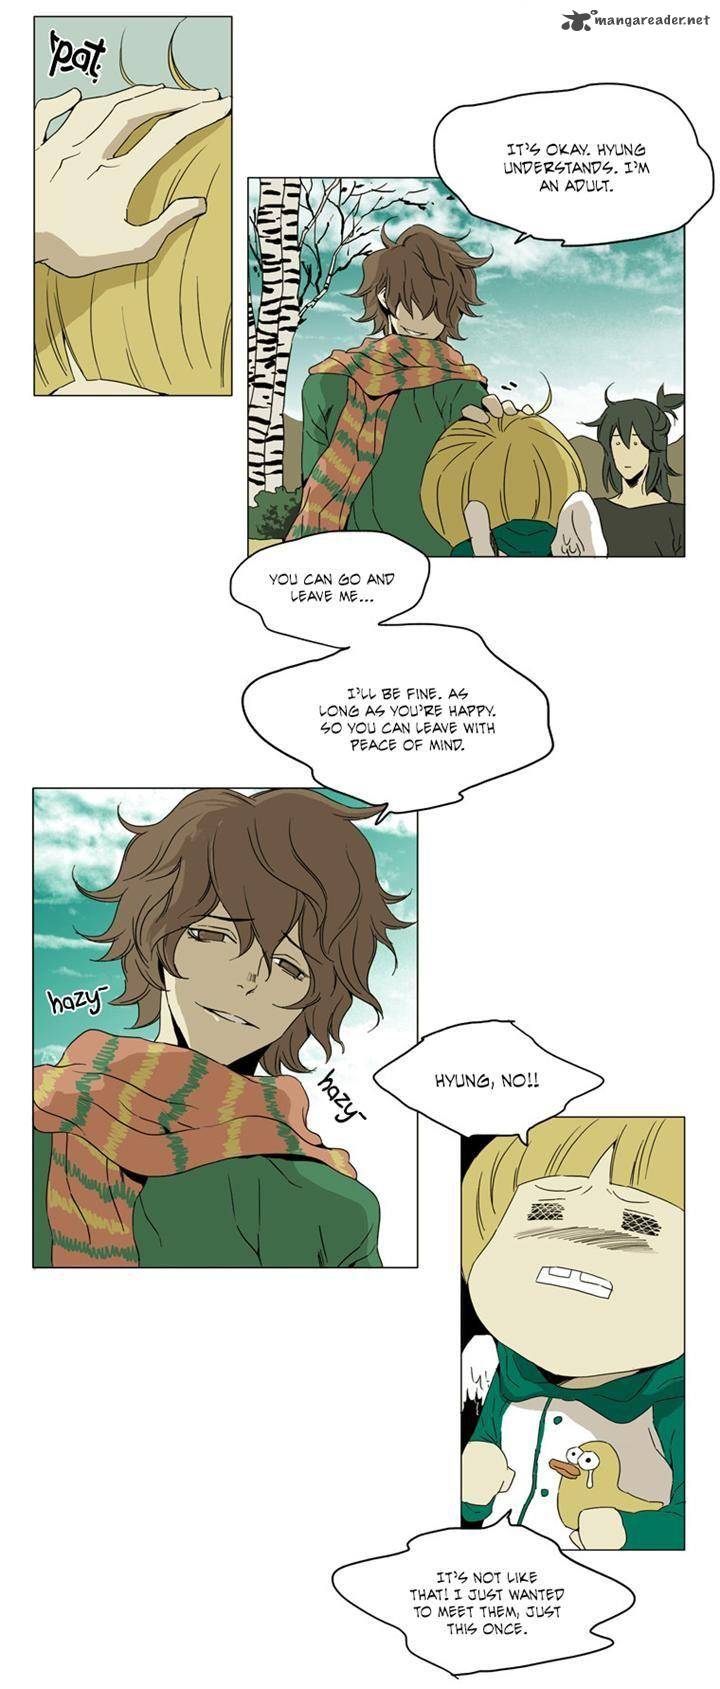 mangareader.net
pat
IT'S OKAY. HYUNG
UNDERSTANDS. I'M
AN ADULT.
YOU CAN GO AND
LEAVE ME...
I'LL BE FINE. AS
LONG AS YOU'RE HAPPY.
SO YOU CAN LEAVE WITH
PEACE OF MIND.
hazy-
hazy-
HYUNG, NO!!
IT'S NOT LIKE
THAT! I JUST WANTED
TO MEET THEM, JUST
THIS ONCE.